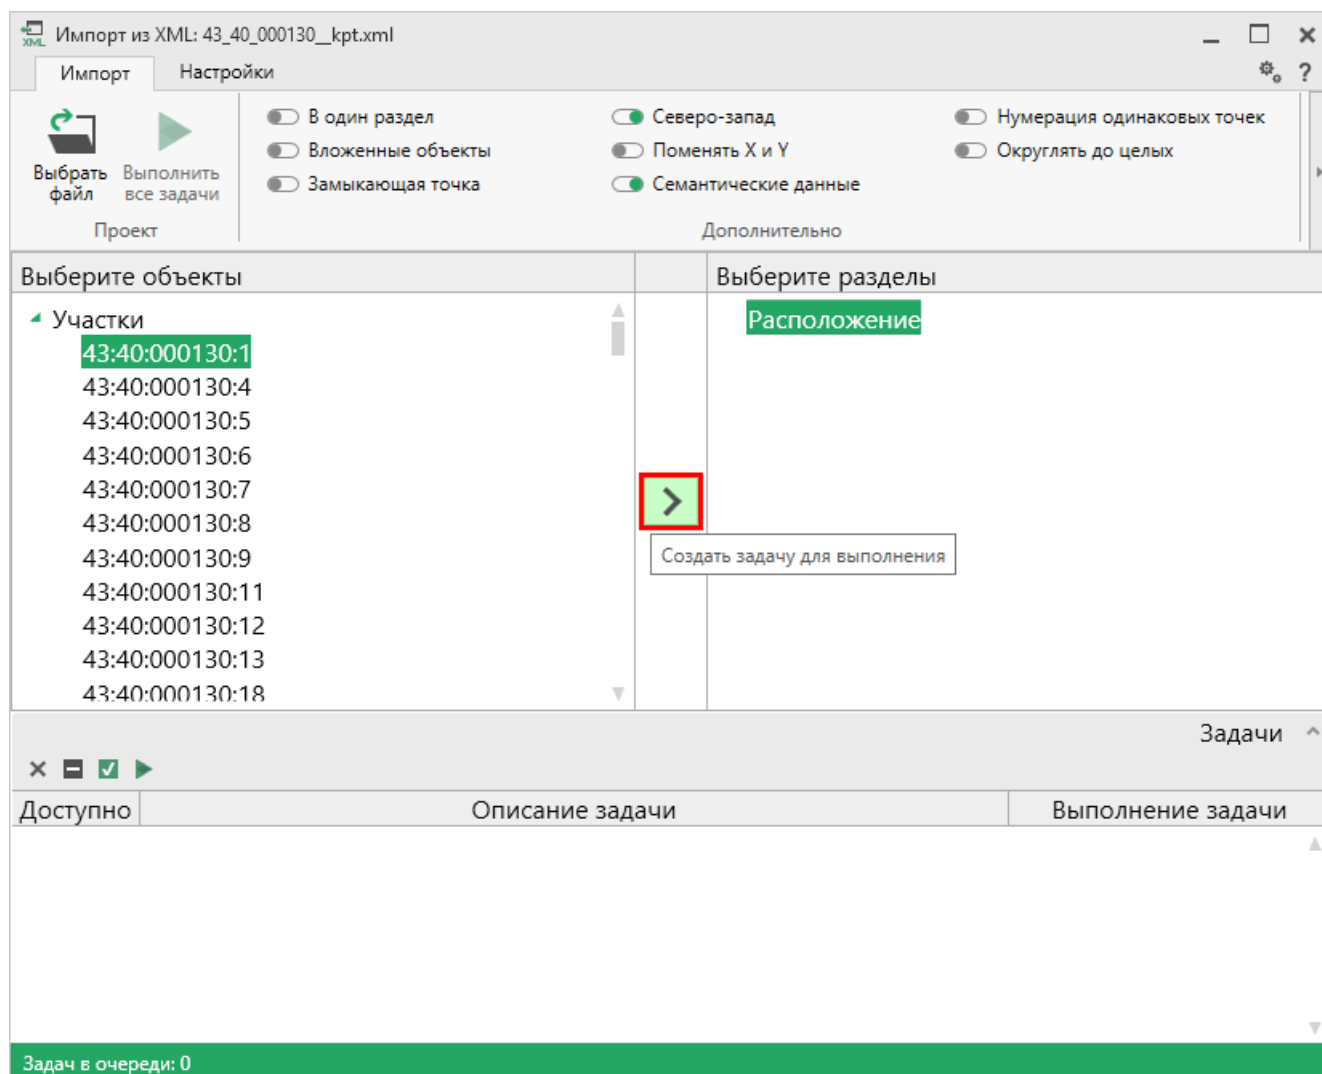 XML Импорт из XML: 43_40_000130__kpt.xml
Импорт Настройки ?
В один раздел Северо-запад Нумерация одинаковых точек
Вложенные объекты Поменять X и Y Округлять до целых
Выбрать файл Выполнить все задачи Замыкающая точка Семантические данные
Проект Дополнительно
Выберите объекты Выберите разделы
Участки Расположение
43:40:000130:1
43:40:000130:4
43:40:000130:5
43:40:000130:6
43:40:000130:7
43:40:000130:8
43:40:000130:9
43:40:000130:11
43:40:000130:12
43:40:000130:13
43:40:000130:18
Создать задачу для выполнения
Задачи
Доступно Описание задачи Выполнение задачи
Задач в очереди: 0